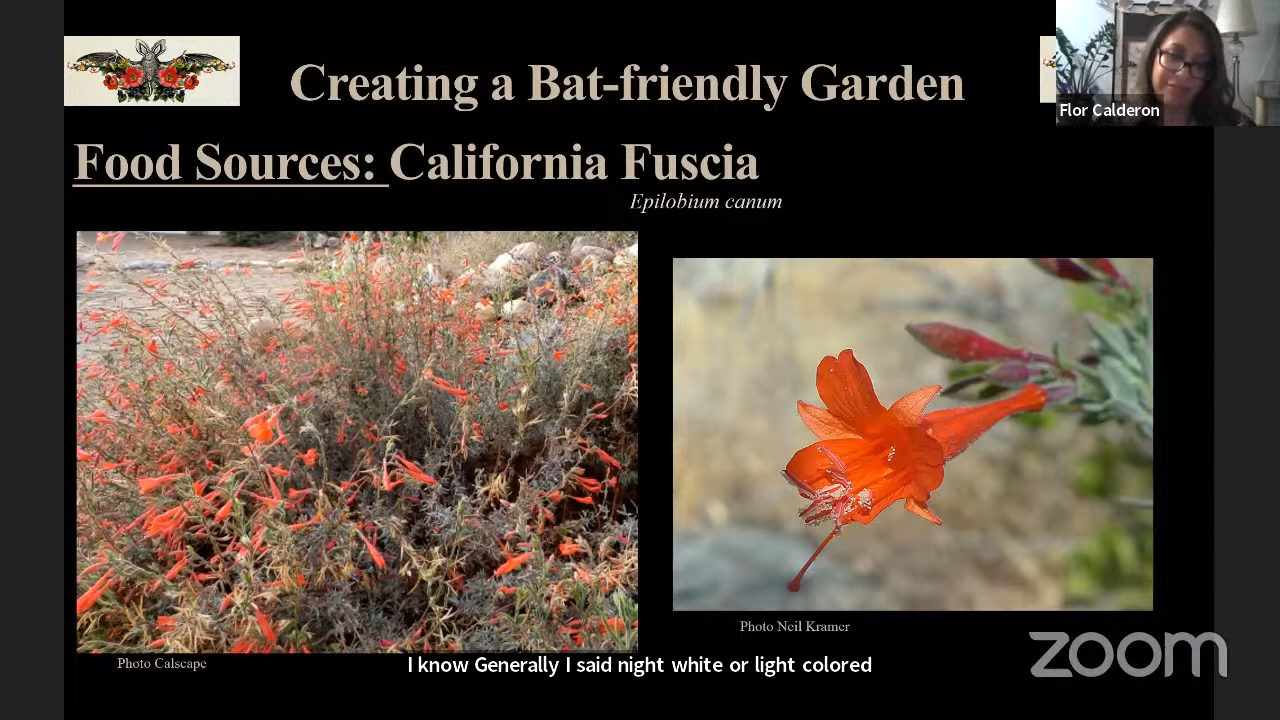 Creating a Bat-friendly Garden
Flor Calderon
Food Sources: California Fuscia
Epilobium canum
Photo Neil Kramer
Photo Calscape
I know Generally I said night white or light colored
zoom